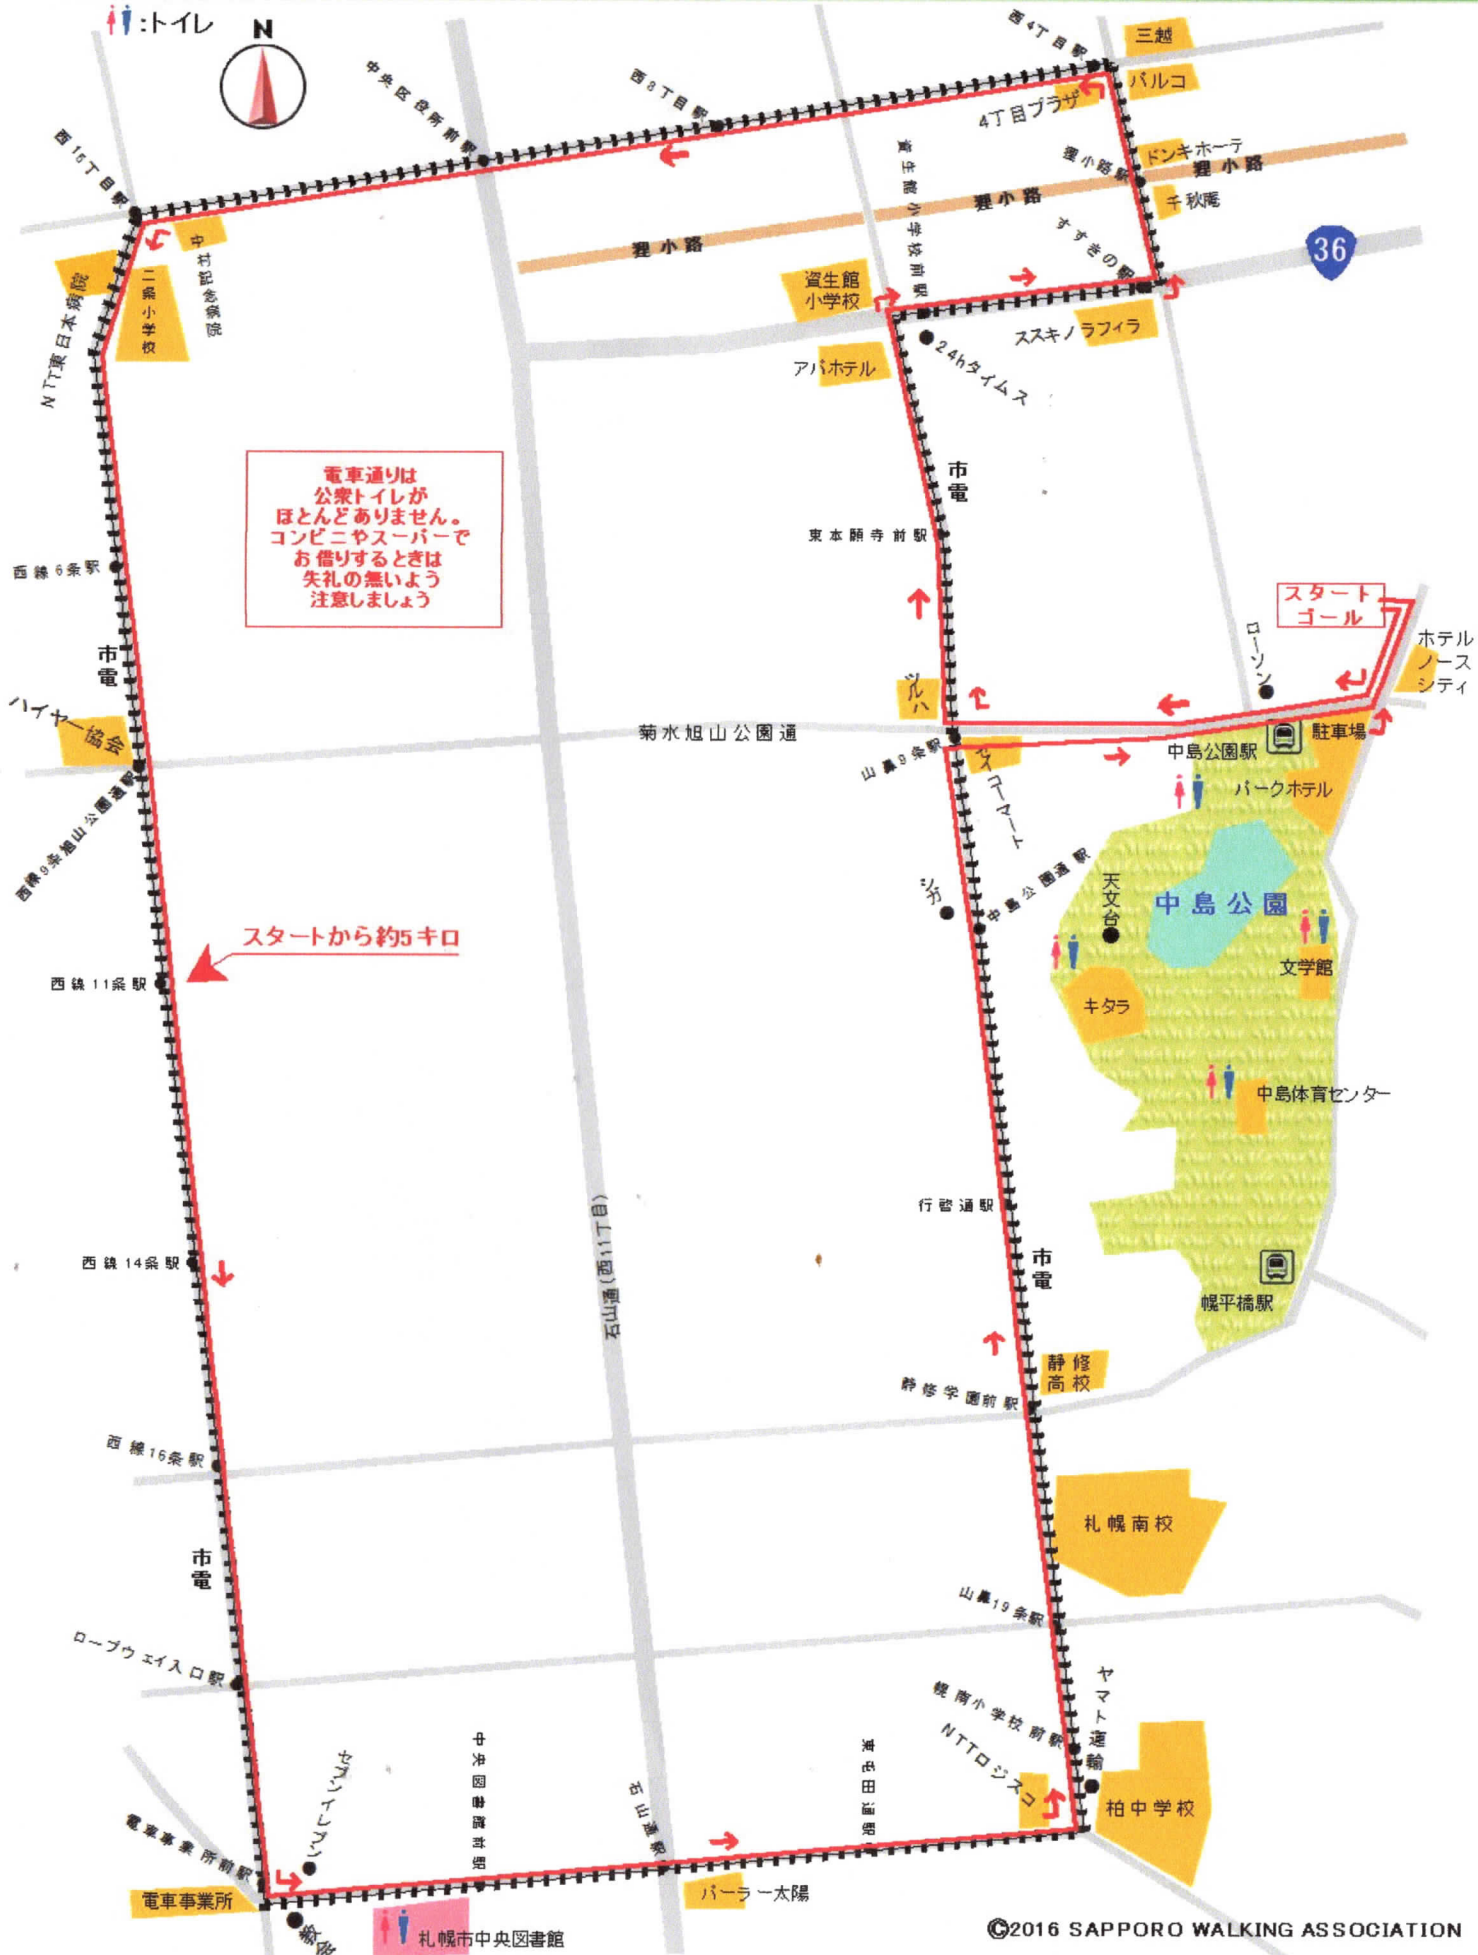 :トイレ
N
西4丁目駅
三越
パルコ
中央区役所前駅
西8丁目駅
4丁目プラザ
西15丁目駅
資生館小学校前駅
狸小路駅
ドンキホーテ
狸小路
狸小路
狸小路
千秋庵
すすきの駅
36
中村記念病院
NTT東日本病院
二条小学校
資生館
小学校
ススキノラフィラ
アパホテル
24hタイムス
電車通りは
公衆トイレが
ほとんどありません。
コンビニやスーパーで
お借りするときは
失礼の無いよう
注意しましょう
市電
東本願寺前駅
西線6条駅
スタート
ゴール
ローソン
ホテル
ノース
シティ
市電
ツルハ
ハイヤー協会
菊水旭山公園通
山鼻9条駅
セイコーマート
中島公園駅
駐車場
パークホテル
西線9条旭山公園通駅
シガ
中島公園通駅
天文台
中島公園
スタートから約5キロ
文学館
西線11条駅
キタラ
中島体育センター
行啓通駅
石山通(西11丁目)
西線14条駅
市電
幌平橋駅
静修
高校
静修学園前駅
西線16条駅
札幌南校
市電
山鼻19条駅
ロープウェイ入口駅
幌南小学校前駅
ヤマト運輸
NTTロジスコ
セブンイレブン
中央図書館前駅
石山通駅
東屯田通駅
柏中学校
電車事業所前駅
電車事業所
パーラー太陽
教会
札幌市中央図書館
©2016 SAPPORO WALKING ASSOCIATION